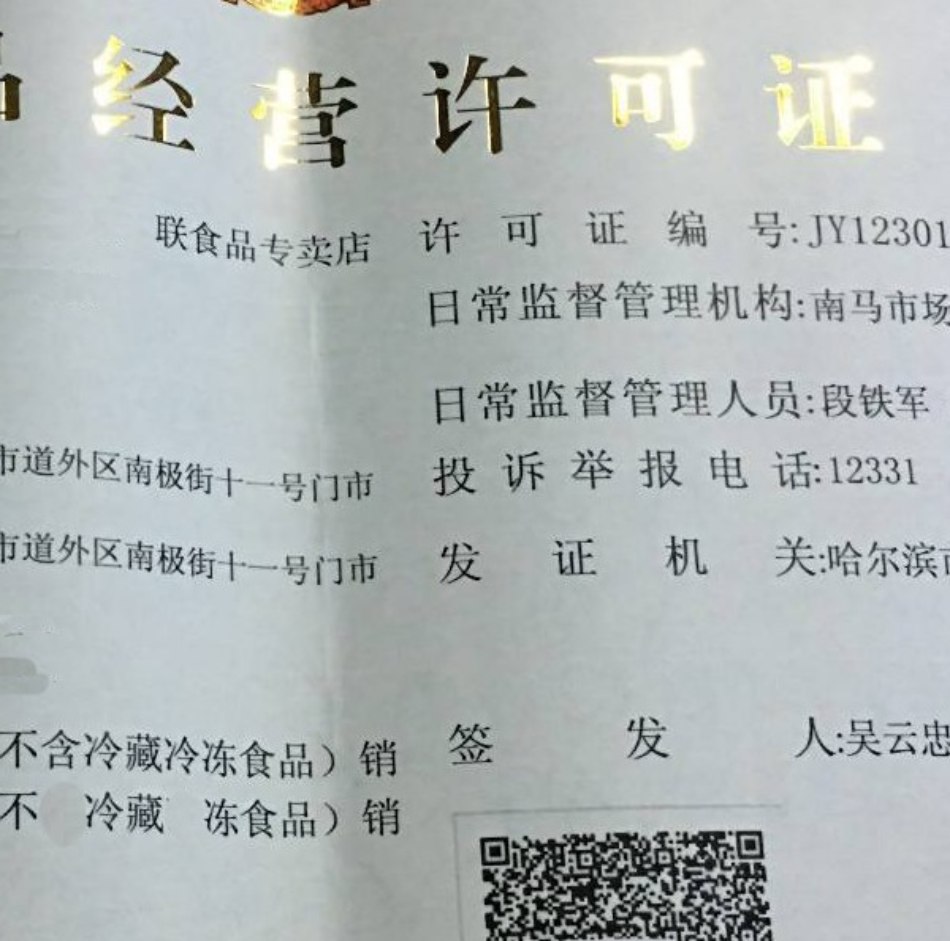 品经营许可证
联食品专卖店
许可证编号:JY12301
日常监督管理机构:南马市场
日常监督管理人员:段铁军
市道外区南极街十一号门市
投诉举报电话:12331
市道外区南极街十一号门市
发证机关:哈尔滨市
不含冷藏冷冻食品）销
签发人:吴云忠
不 冷藏 冻食品）销